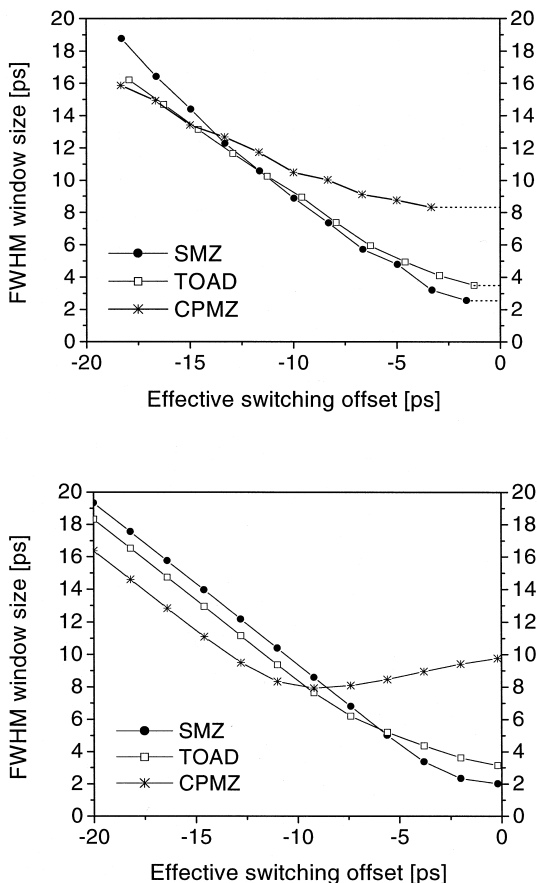 20 20
18 18
16 16
14 14
12 12
10 10
8 8
6 6
4 4
2 2
0 0
FWHM window size [ps]
SMZ
TOAD
CPMZ
-20 -15 -10 -5 0
Effective switching offset [ps]
20 20
18 18
16 16
14 14
12 12
10 10
8 8
6 6
4 4
2 2
0 0
FWHM window size [ps]
SMZ
TOAD
CPMZ
-20 -15 -10 -5 0
Effective switching offset [ps]